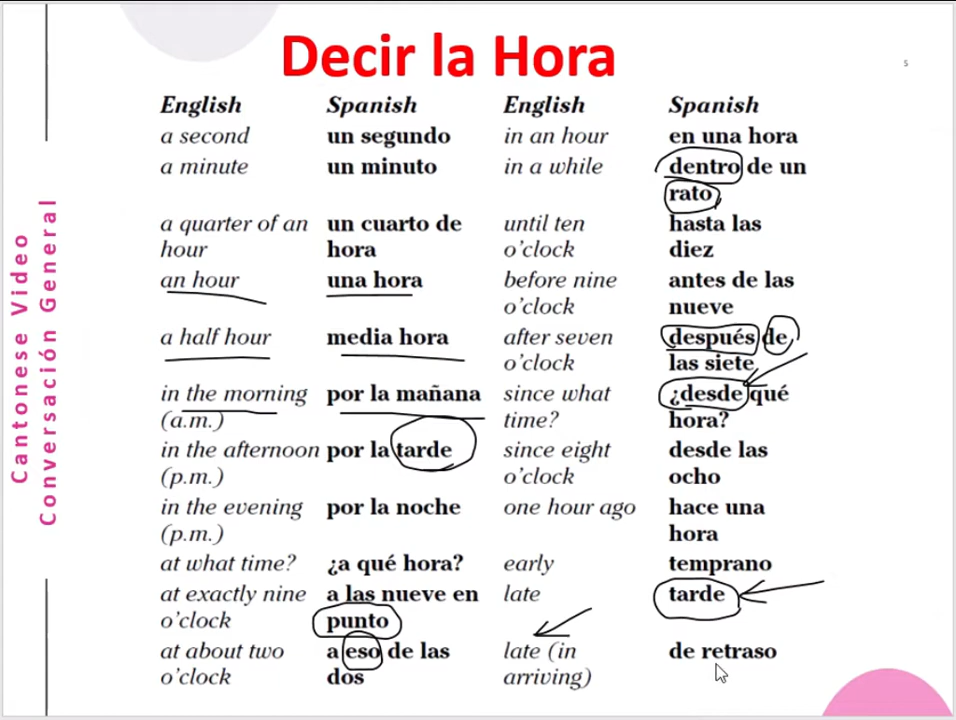 Decir la Hora
5
Cantonese Video
Conversación General
English Spanish English Spanish
a second un segundo in an hour en una hora
a minute un minuto in a while dentro de un
rato
a quarter of an un cuarto de until ten hasta las
hour hora o'clock diez
an hour una hora before nine antes de las
o'clock nueve
a half hour media hora after seven después de
o'clock las siete
in the morning por la mañana since what ¿desde qué
(a.m.) time? hora?
in the afternoon por la tarde since eight desde las
(p.m.) o'clock ocho
in the evening por la noche one hour ago hace una
(p.m.) hora
at what time? ¿a qué hora? early temprano
at exactly nine a las nueve en late tarde
o'clock punto
at about two a eso de las late (in de retraso
o'clock dos arriving)